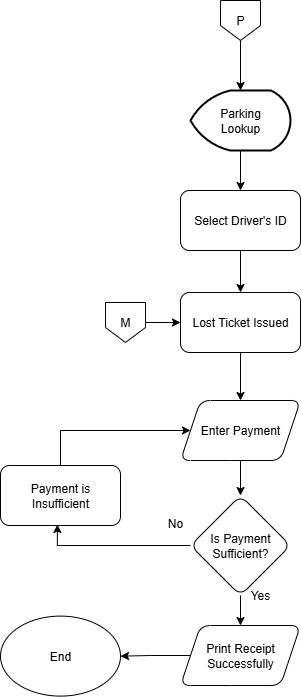 P
Parking
Lookup
Select Driver's ID
M
Lost Ticket Issued
Enter Payment
Payment is
Insufficient
No
Is Payment
Sufficient?
Yes
End
Print Receipt
Successfully